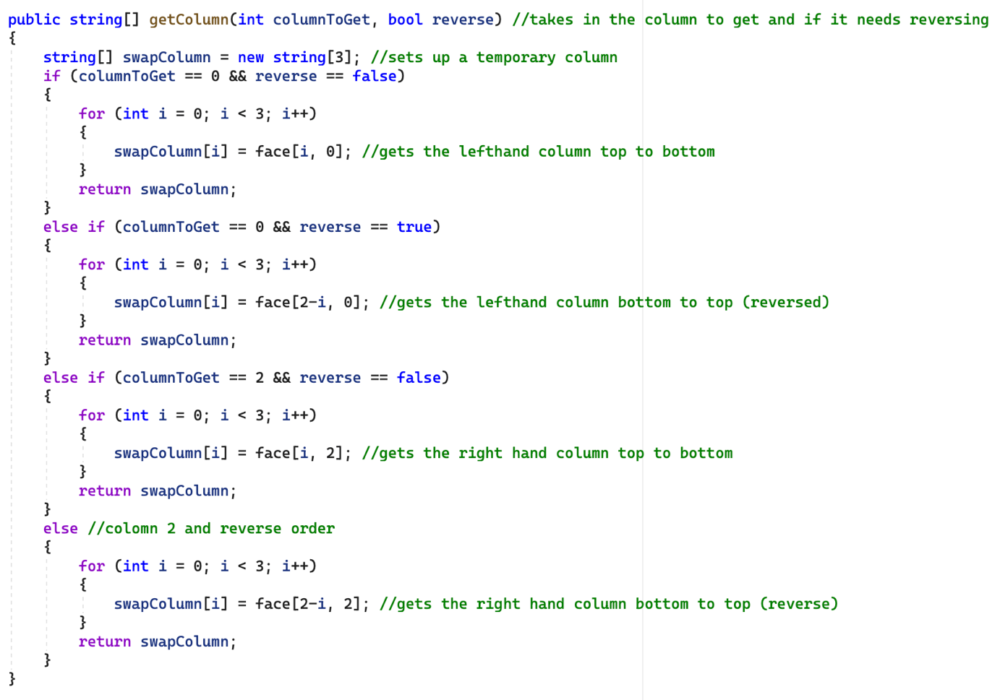 public string[] getColumn(int columnToGet, bool reverse) //takes in the column to get and if it needs reversing
{
    string[] swapColumn = new string[3]; //sets up a temporary column
    if (columnToGet == 0 && reverse == false)
    {
        for (int i = 0; i < 3; i++)
        {
            swapColumn[i] = face[i, 0]; //gets the lefthand column top to bottom
        }
        return swapColumn;
    }
    else if (columnToGet == 0 && reverse == true)
    {
        for (int i = 0; i < 3; i++)
        {
            swapColumn[i] = face[2-i, 0]; //gets the lefthand column bottom to top (reversed)
        }
        return swapColumn;
    }
    else if (columnToGet == 2 && reverse == false)
    {
        for (int i = 0; i < 3; i++)
        {
            swapColumn[i] = face[i, 2]; //gets the right hand column top to bottom
        }
        return swapColumn;
    }
    else //colomn 2 and reverse order
    {
        for (int i = 0; i < 3; i++)
        {
            swapColumn[i] = face[2-i, 2]; //gets the right hand column bottom to top (reverse)
        }
        return swapColumn;
    }
}